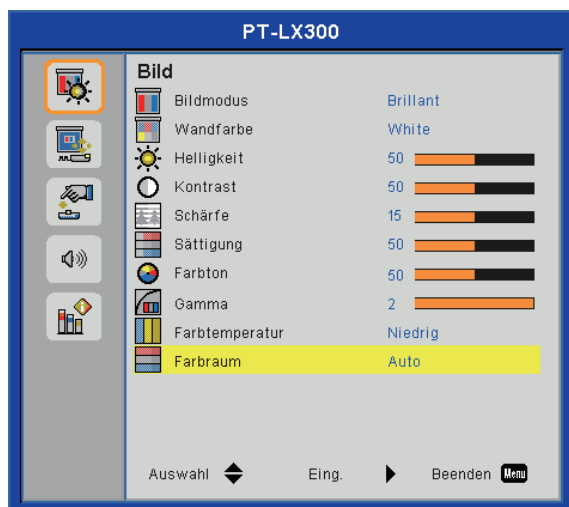 PT-LX300
Bild
Bildmodus Brillant
Wandfarbe White
Helligkeit 50
Kontrast 50
Schärfe 15
Sättigung 50
Farbton 50
Gamma 2
Farbtemperatur Niedrig
Farbraum Auto
Auswahl Eing. Beenden Menu